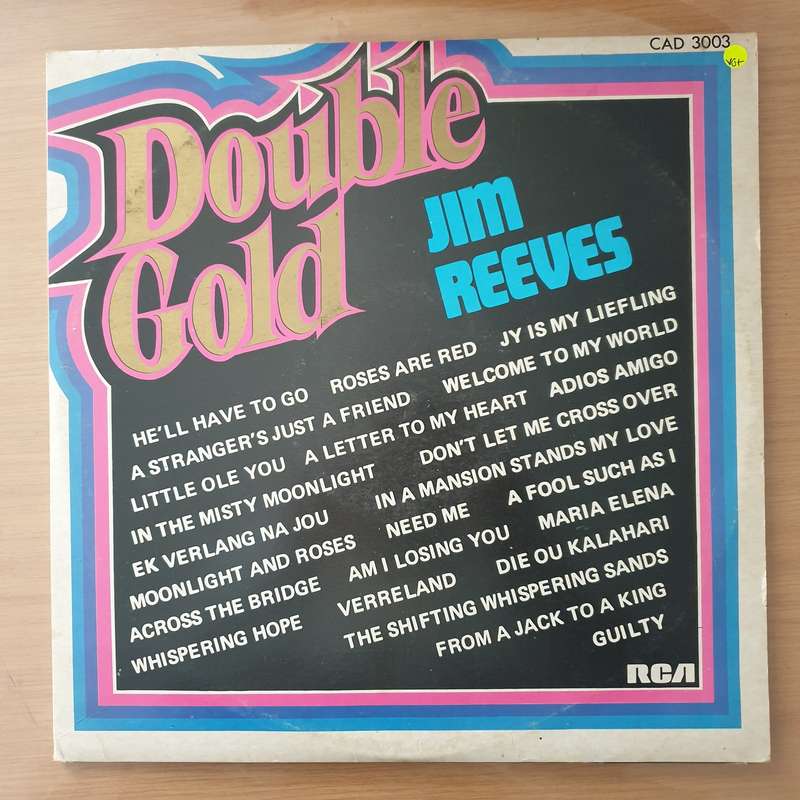 CAD 3003
VG+
Double
Gold
JIM
REEVES
HE'LL HAVE TO GO ROSES ARE RED JY IS MY LIEFLING
A STRANGER'S JUST A FRIEND WELCOME TO MY WORLD
LITTLE OLE YOU A LETTER TO MY HEART ADIOS AMIGO
IN THE MISTY MOONLIGHT DON'T LET ME CROSS OVER
EK VERLANG NA JOU IN A MANSION STANDS MY LOVE
MOONLIGHT AND ROSES NEED ME A FOOL SUCH AS I
ACROSS THE BRIDGE AM I LOSING YOU MARIA ELENA
WHISPERING HOPE VERRELAND DIE OU KALAHARI
THE SHIFTING WHISPERING SANDS
FROM A JACK TO A KING
GUILTY
RCA